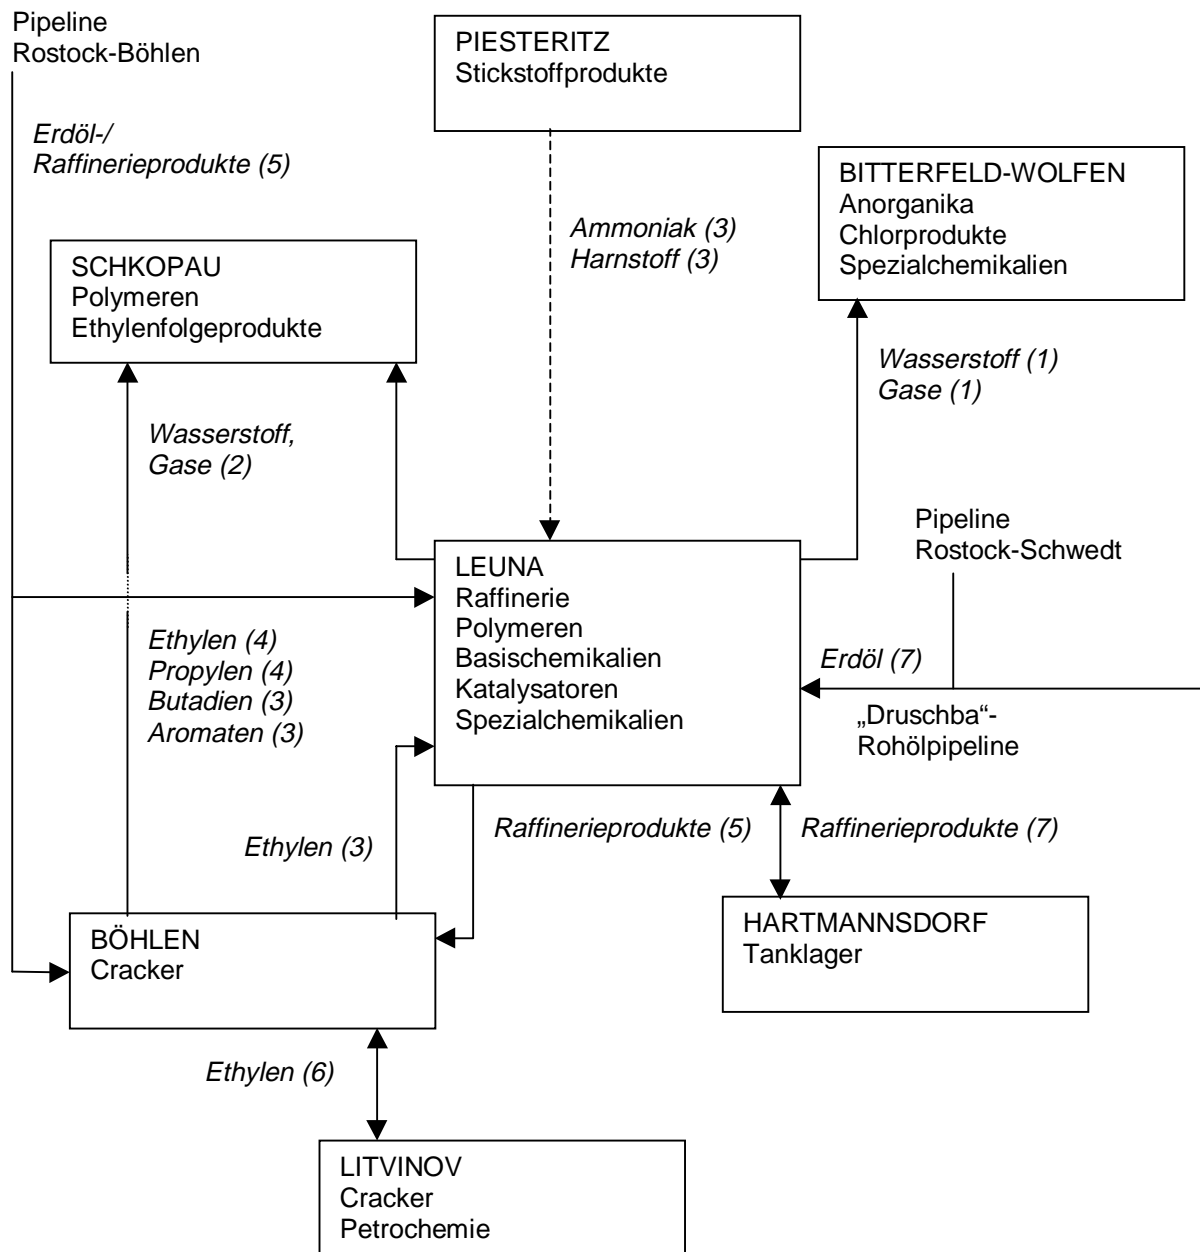 Pipeline
Rostock-Böhlen
PIESTERITZ
Stickstoffprodukte
Erdöl-/
Raffinerieprodukte (5)
BITTERFELD-WOLFEN
Anorganika
Chlorprodukte
Spezialchemikalien
Ammoniak (3)
Harnstoff (3)
SCHKOPAU
Polymeren
Ethylenfolgeprodukte
Wasserstoff (1)
Gase (1)
Wasserstoff,
Gase (2)
Pipeline
Rostock-Schwedt
LEUNA
Raffinerie
Polymeren
Basischemikalien
Katalysatoren
Spezialchemikalien
Ethylen (4)
Propylen (4)
Butadien (3)
Aromaten (3)
Erdöl (7)
„Druschba“-
Rohölpipeline
Ethylen (3)
Raffinerieprodukte (5)
Raffinerieprodukte (7)
BÖHLEN
Cracker
HARTMANNSDORF
Tanklager
Ethylen (6)
LITVINOV
Cracker
Petrochemie